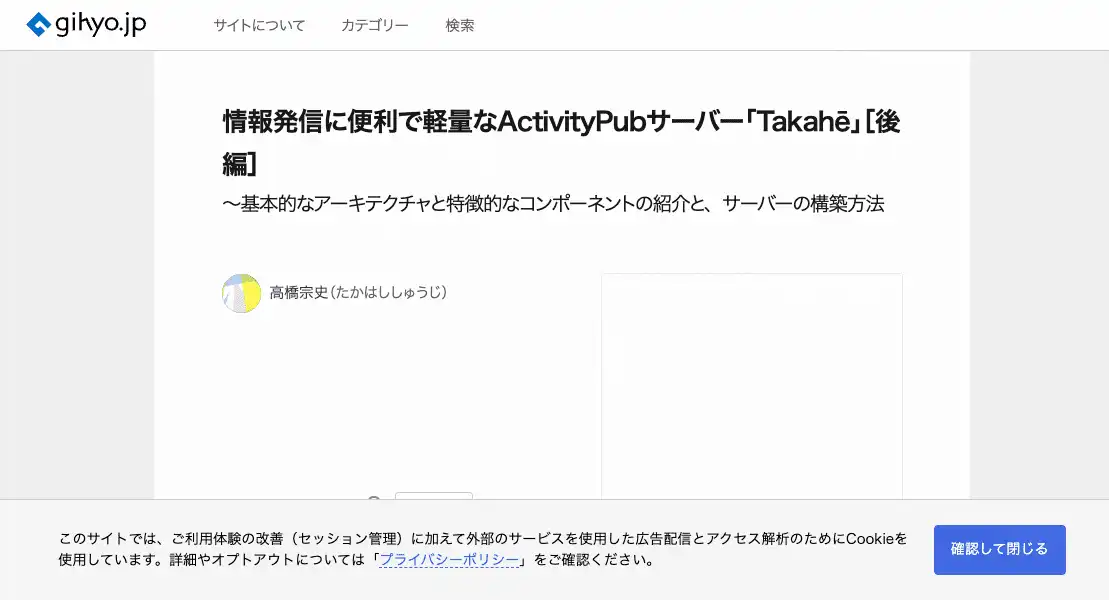 gihyo.jp サイトについて カテゴリー 検索
情報発信に便利で軽量なActivityPubサーバー「Takahē」［後
編］
～基本的なアーキテクチャと特徴的なコンポーネントの紹介と、サーバーの構築方法
高橋宗史（たかはししゅうじ）
このサイトでは、ご利用体験の改善（セッション管理）に加えて外部のサービスを使用した広告配信とアクセス解析のためにCookieを
使用しています。詳細やオプトアウトについては「プライバシーポリシー」をご確認ください。
確認して閉じる